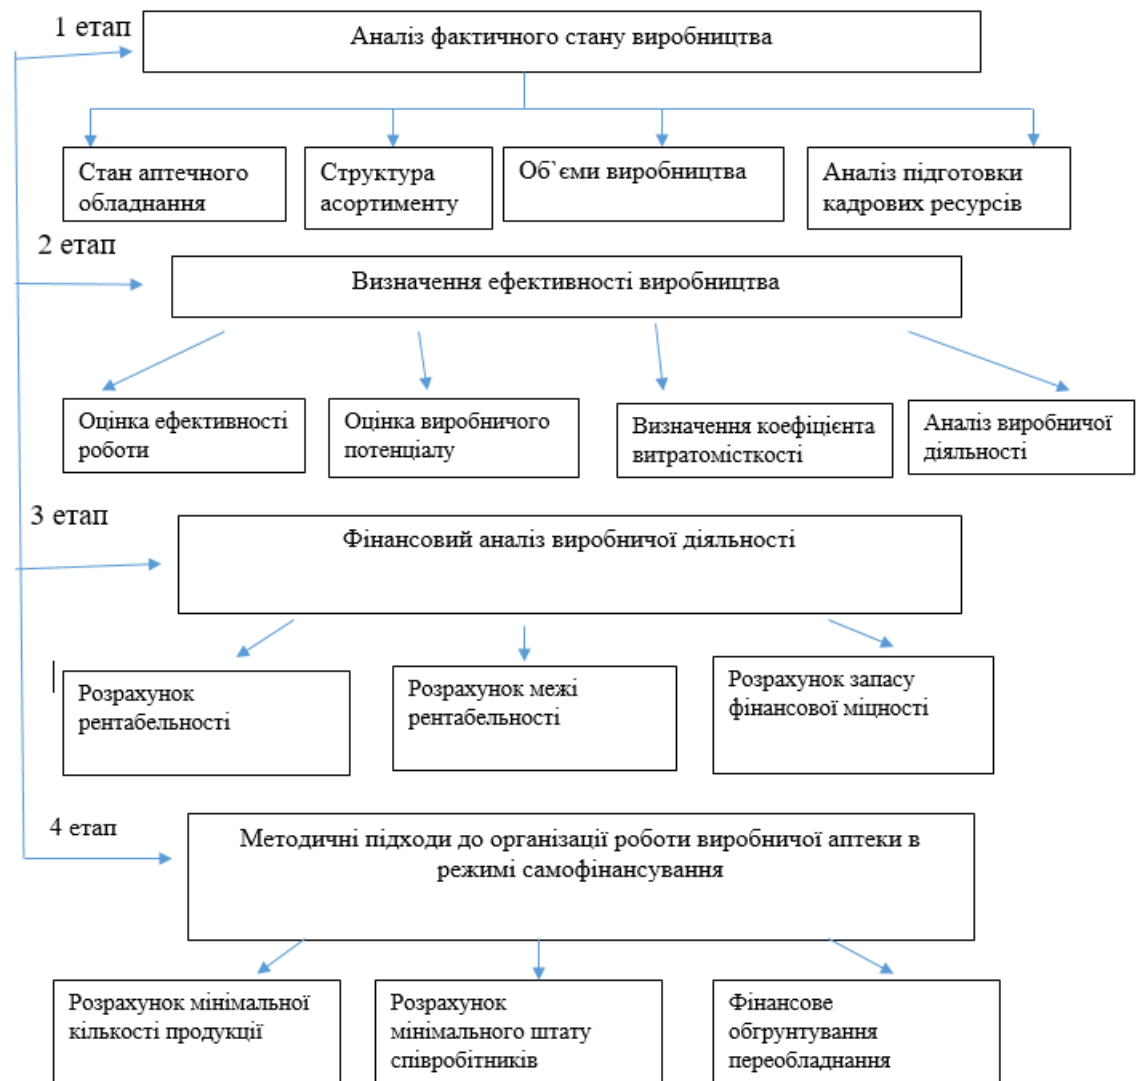 1 етап
Аналіз фактичного стану виробництва
Стан аптечного
обладнання
Структура
асортименту
Об`єми виробництва
Аналіз підготовки
кадрових ресурсів
2 етап
Визначення ефективності виробництва
Оцінка ефективності
роботи
Оцінка виробничого
потенціалу
Визначення коефіцієнта
витратомісткості
Аналіз виробничої
діяльності
3 етап
Фінансовий аналіз виробничої діяльності
Розрахунок
рентабельності
Розрахунок межі
рентабельності
Розрахунок запасу
фінансової міцності
4 етап
Методичні підходи до організації роботи виробничої аптеки в
режимі самофінансування
Розрахунок мінімальної
кількості продукції
Розрахунок
мінімального штату
співробітників
Фінансове
обгрунтування
переобладнання